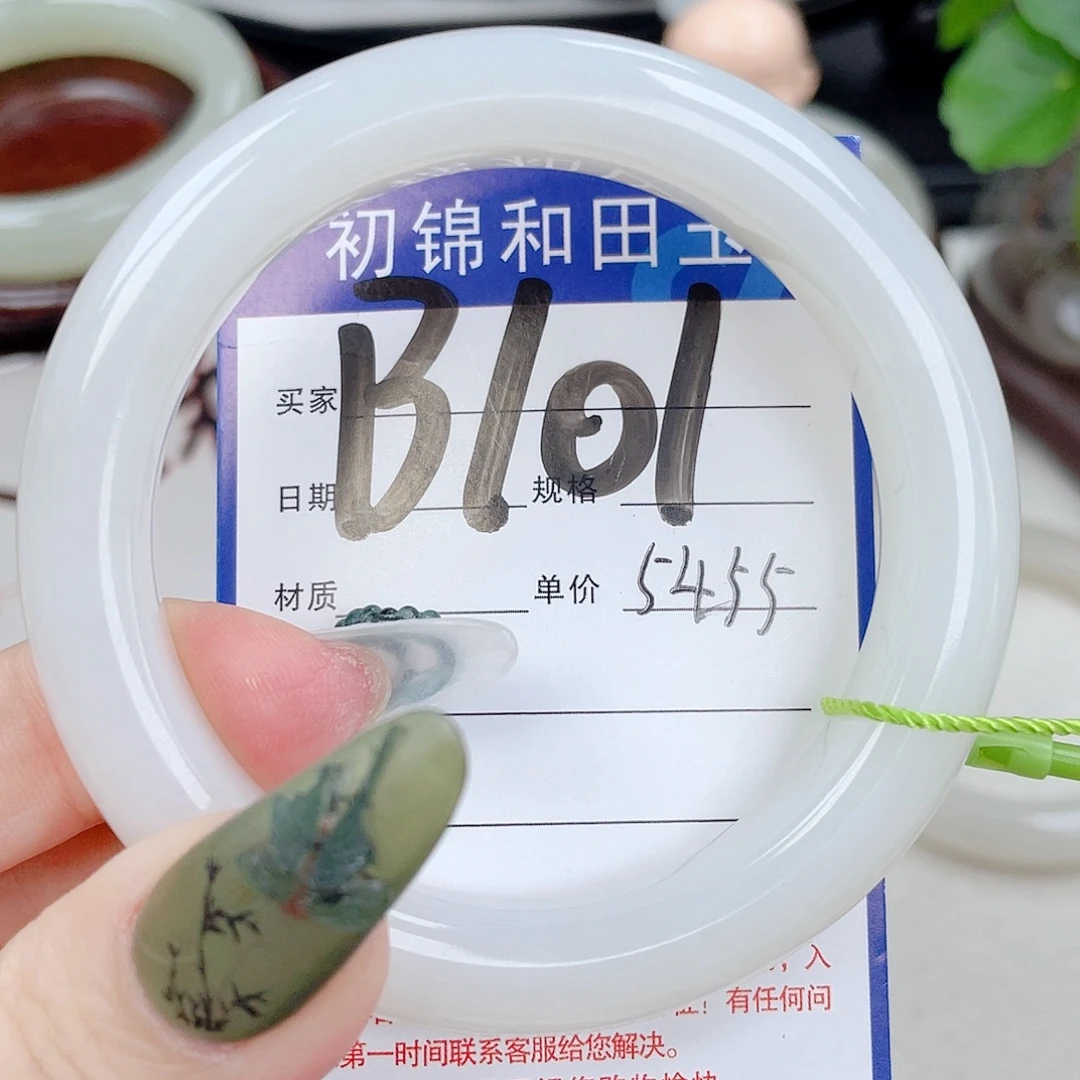 初锦和田玉
B101
买家
日期 规格
材质 单价 5455
，入
有任何问
第一时间联系客服给您解决。